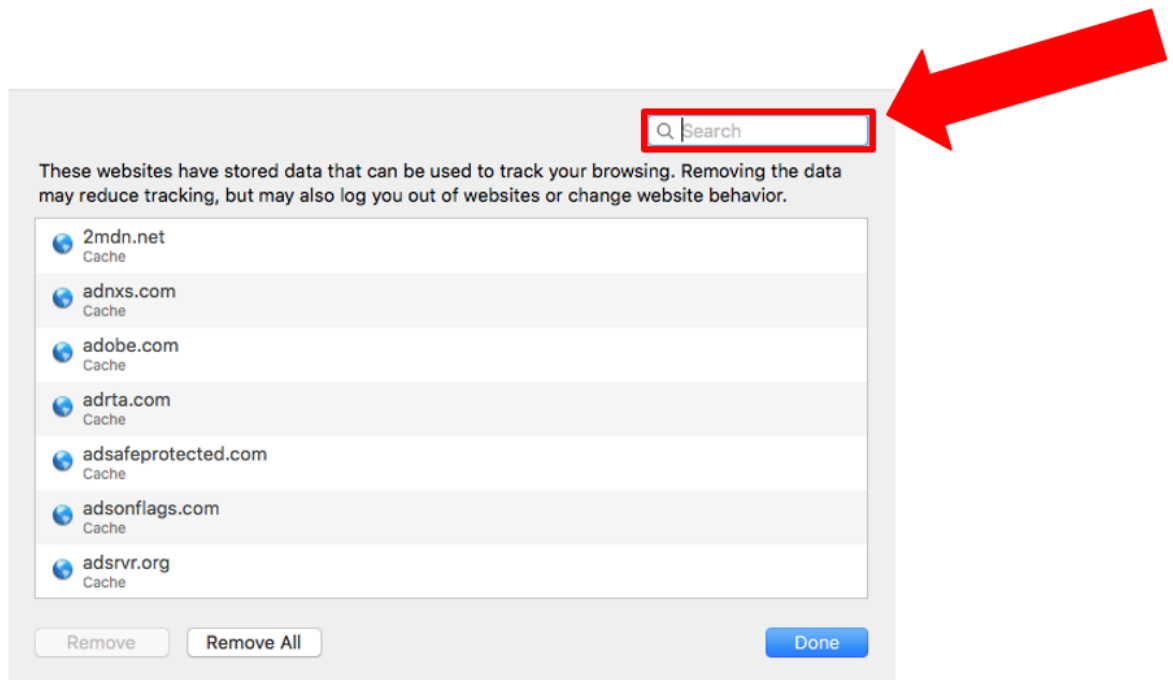 Search
These websites have stored data that can be used to track your browsing. Removing the data
may reduce tracking, but may also log you out of websites or change website behavior.
2mdn.net
Cache
adnxs.com
Cache
adobe.com
Cache
adrta.com
Cache
adsafeprotected.com
Cache
adsonflags.com
Cache
adsrvr.org
Cache
Remove Remove All Done